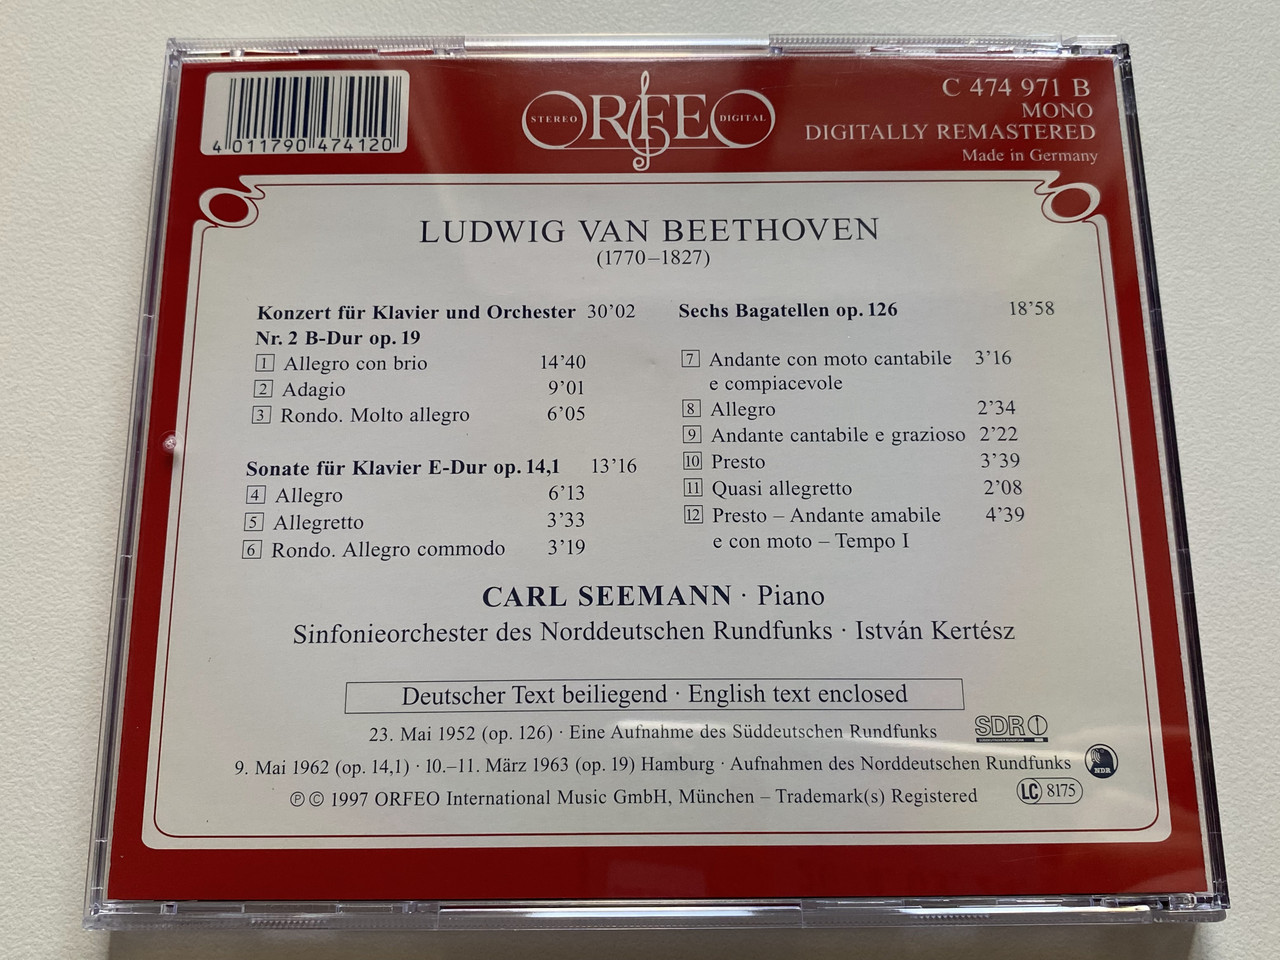 4 011790 474120
STEREO ORFEO DIGITAL
C 474 971 B
MONO
DIGITALLY REMASTERED
Made in Germany
LUDWIG VAN BEETHOVEN
(1770–1827)
Konzert für Klavier und Orchester 30’02
Nr. 2 B-Dur op. 19
1 Allegro con brio 14’40
2 Adagio 9’01
3 Rondo. Molto allegro 6’05
Sonate für Klavier E-Dur op. 14,1 13’16
4 Allegro 6’13
5 Allegretto 3’33
6 Rondo. Allegro commodo 3’19
Sechs Bagatellen op. 126 18’58
7 Andante con moto cantabile 3’16
e compiacevole
8 Allegro 2’34
9 Andante cantabile e grazioso 2’22
10 Presto 3’39
11 Quasi allegretto 2’08
12 Presto – Andante amabile 4’39
e con moto – Tempo I
CARL SEEMANN · Piano
Sinfonieorchester des Norddeutschen Rundfunks · István Kertész
Deutscher Text beiliegend · English text enclosed
23. Mai 1952 (op. 126) · Eine Aufnahme des Süddeutschen Rundfunks SDR
9. Mai 1962 (op. 14,1) · 10.–11. März 1963 (op. 19) Hamburg · Aufnahmen des Norddeutschen Rundfunks NDR
℗ © 1997 ORFEO International Music GmbH, München – Trademark(s) Registered LC 8175